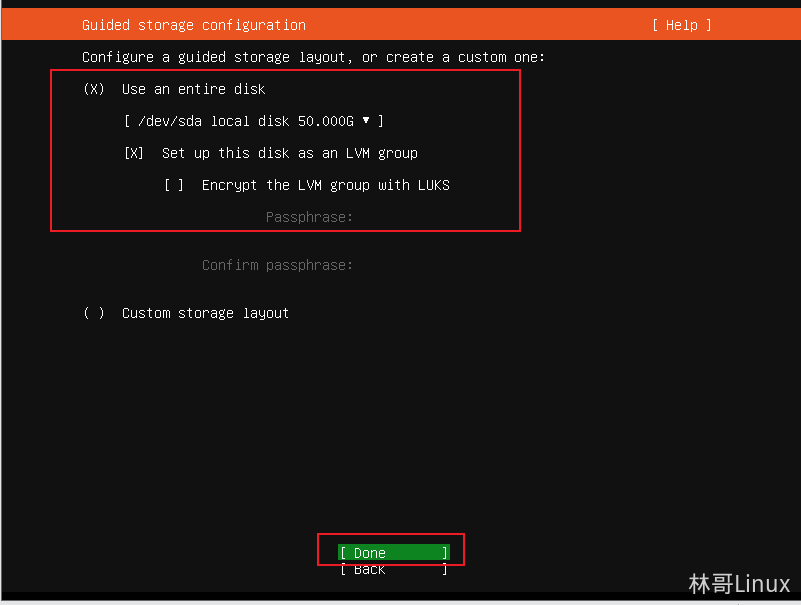 Guided storage configuration [ Help ]
Configure a guided storage layout, or create a custom one:
(X) Use an entire disk
[ /dev/sda local disk 50.000G ▾ ]
[X] Set up this disk as an LVM group
[ ] Encrypt the LVM group with LUKS
Passphrase:
Confirm passphrase:
( ) Custom storage layout
[ Done ]
[ Back ]
林哥Linux